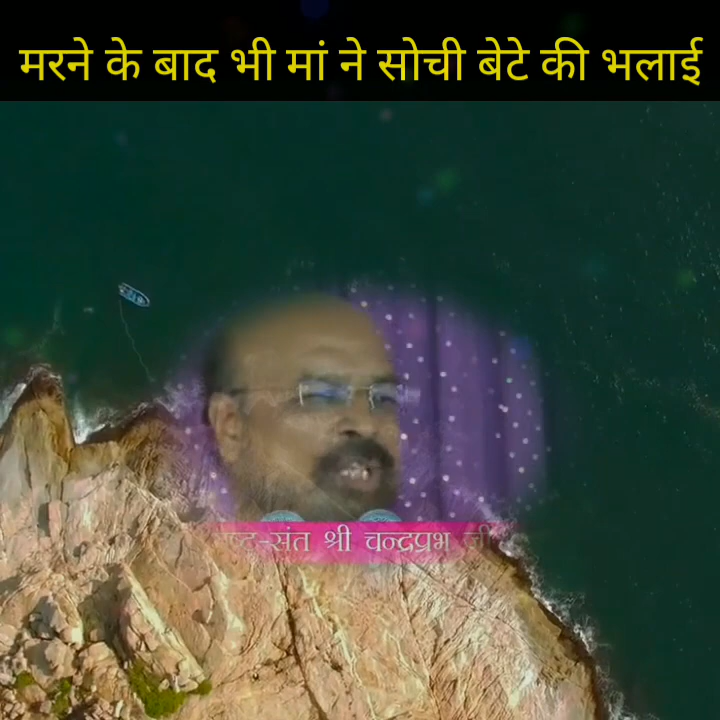 मरने के बाद भी मां ने सोची बेटे की भलाई
श्री चन्द्रप्रभ